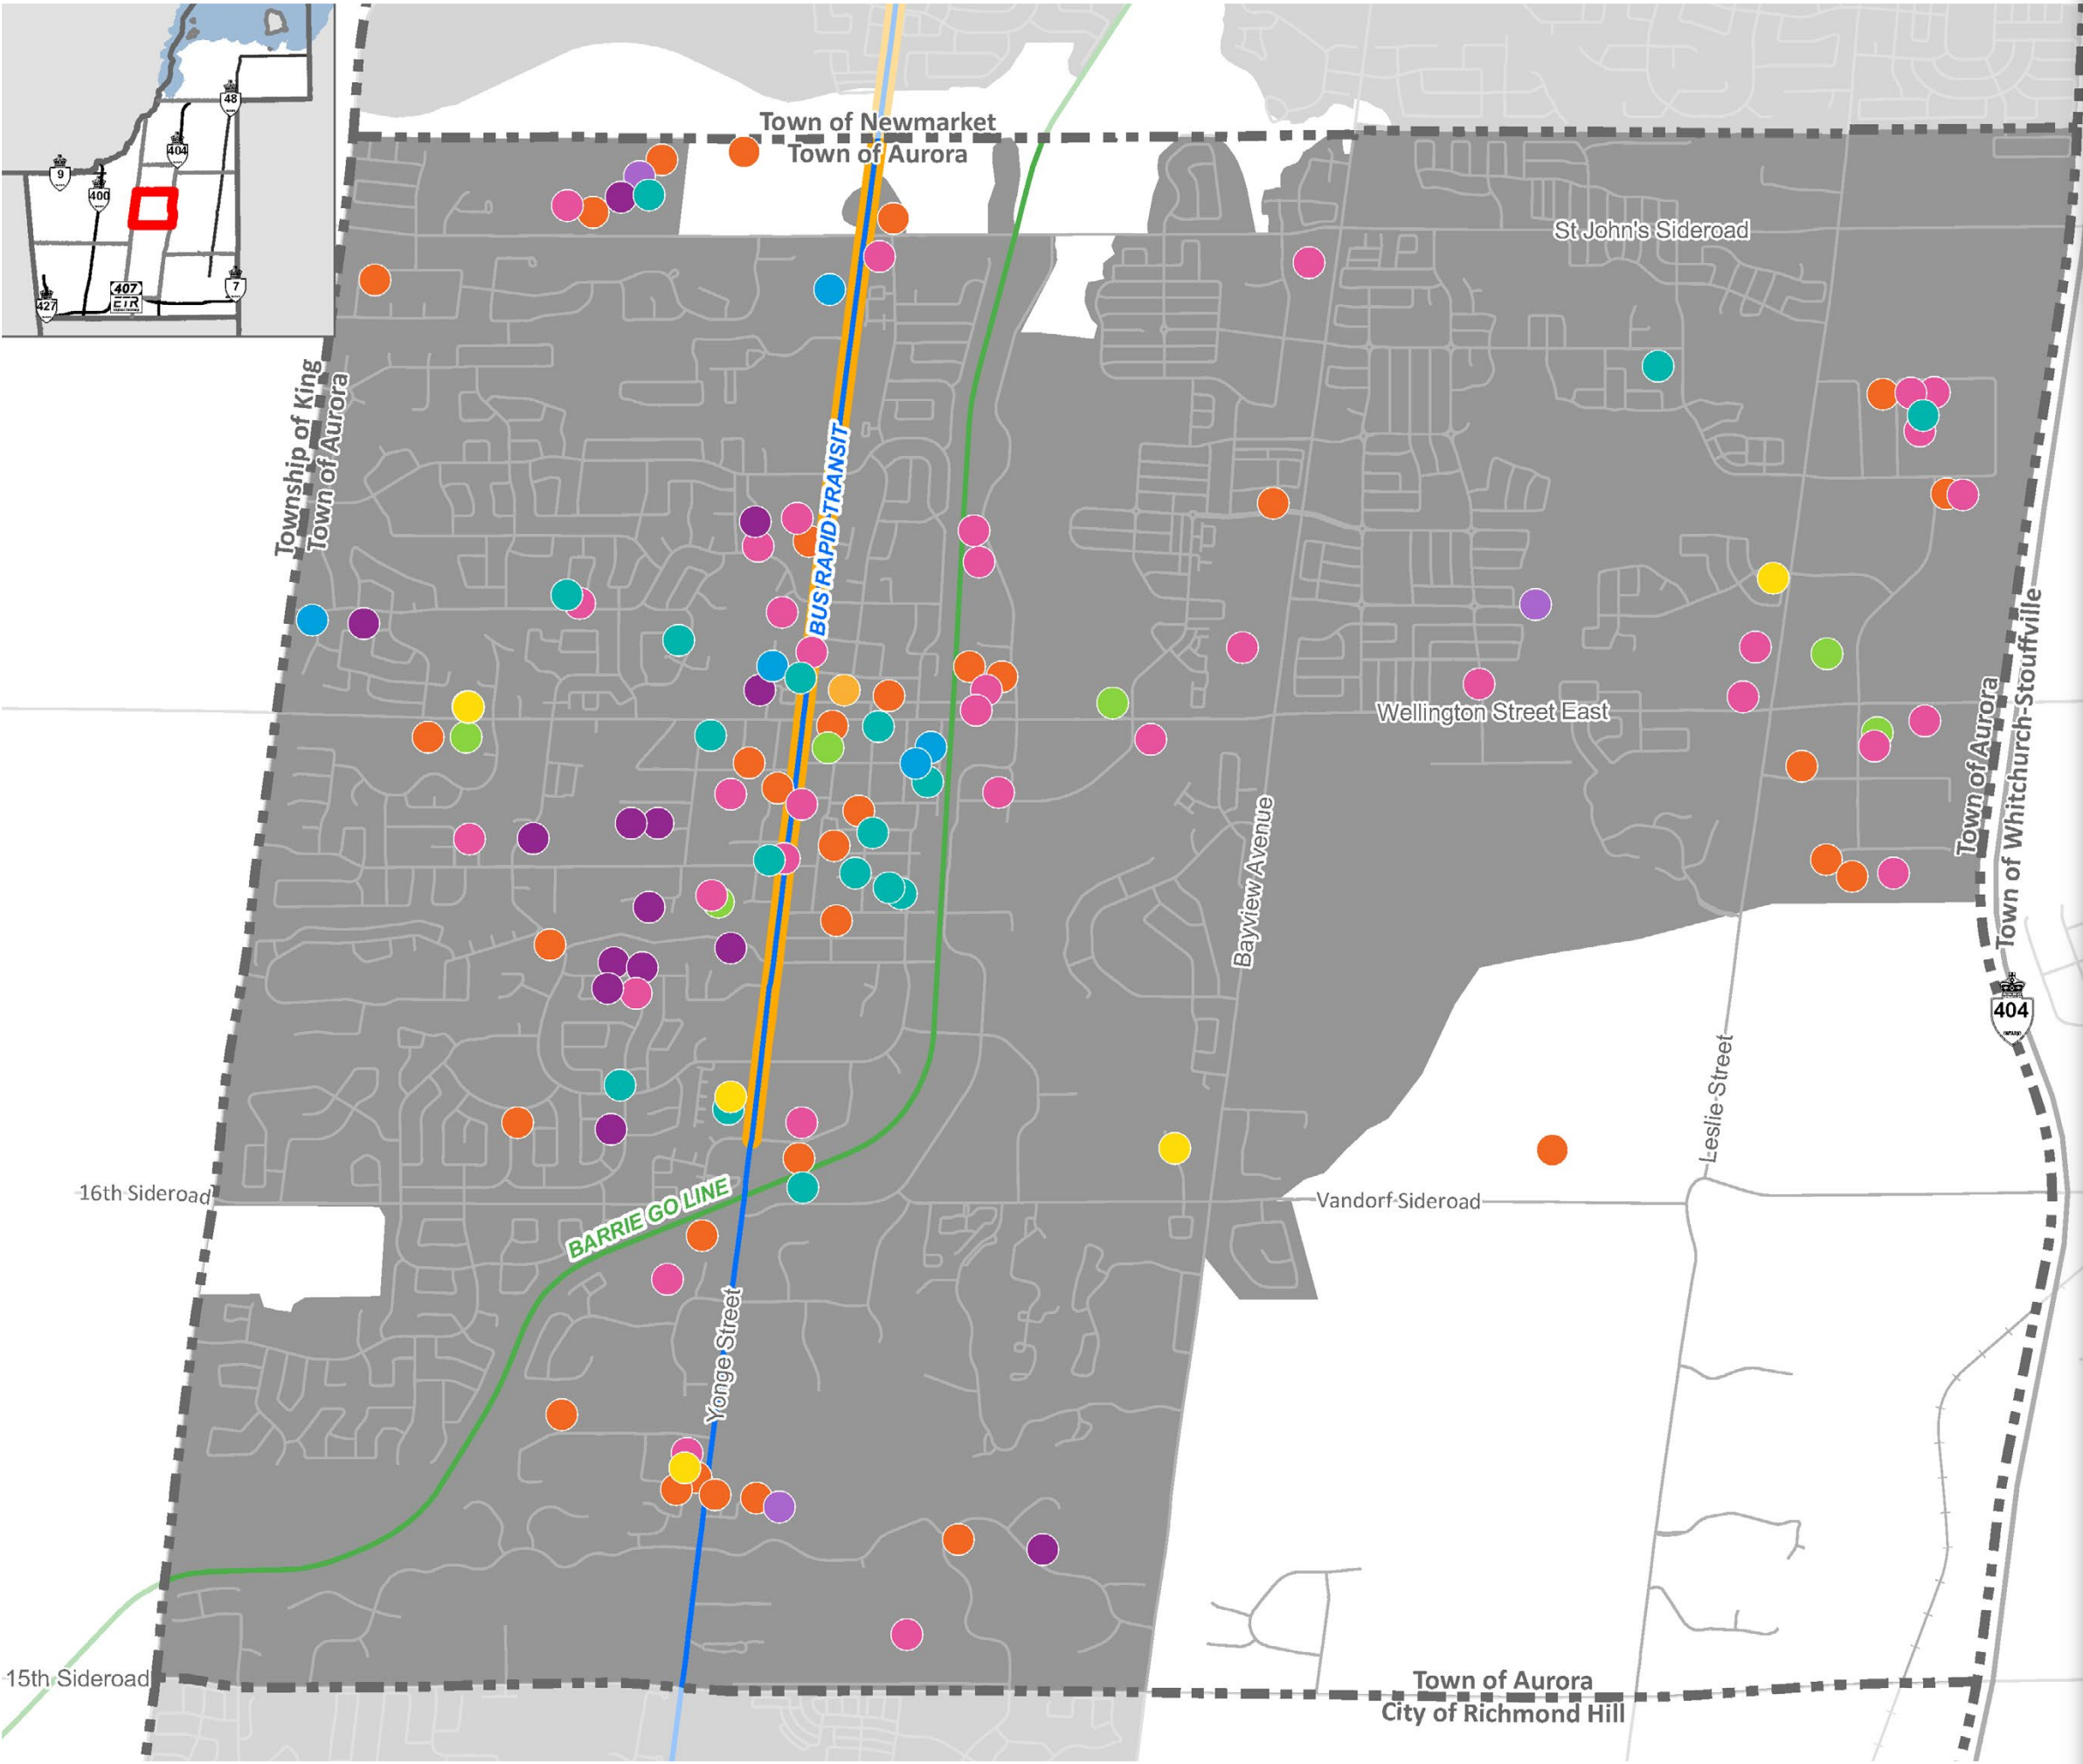 48
404
9
400
407
ETR
7
427
Town of Newmarket
Town of Aurora
St John's Sideroad
Township of King
Town of Aurora
BUS RAPID TRANSIT
Wellington Street East
Town of Aurora
Town of Whitchurch-Stouffville
Bayview Avenue
404
Leslie Street
16th Sideroad
Vandorf Sideroad
BARRIE GO LINE
Yonge Street
15th Sideroad
Town of Aurora
City of Richmond Hill